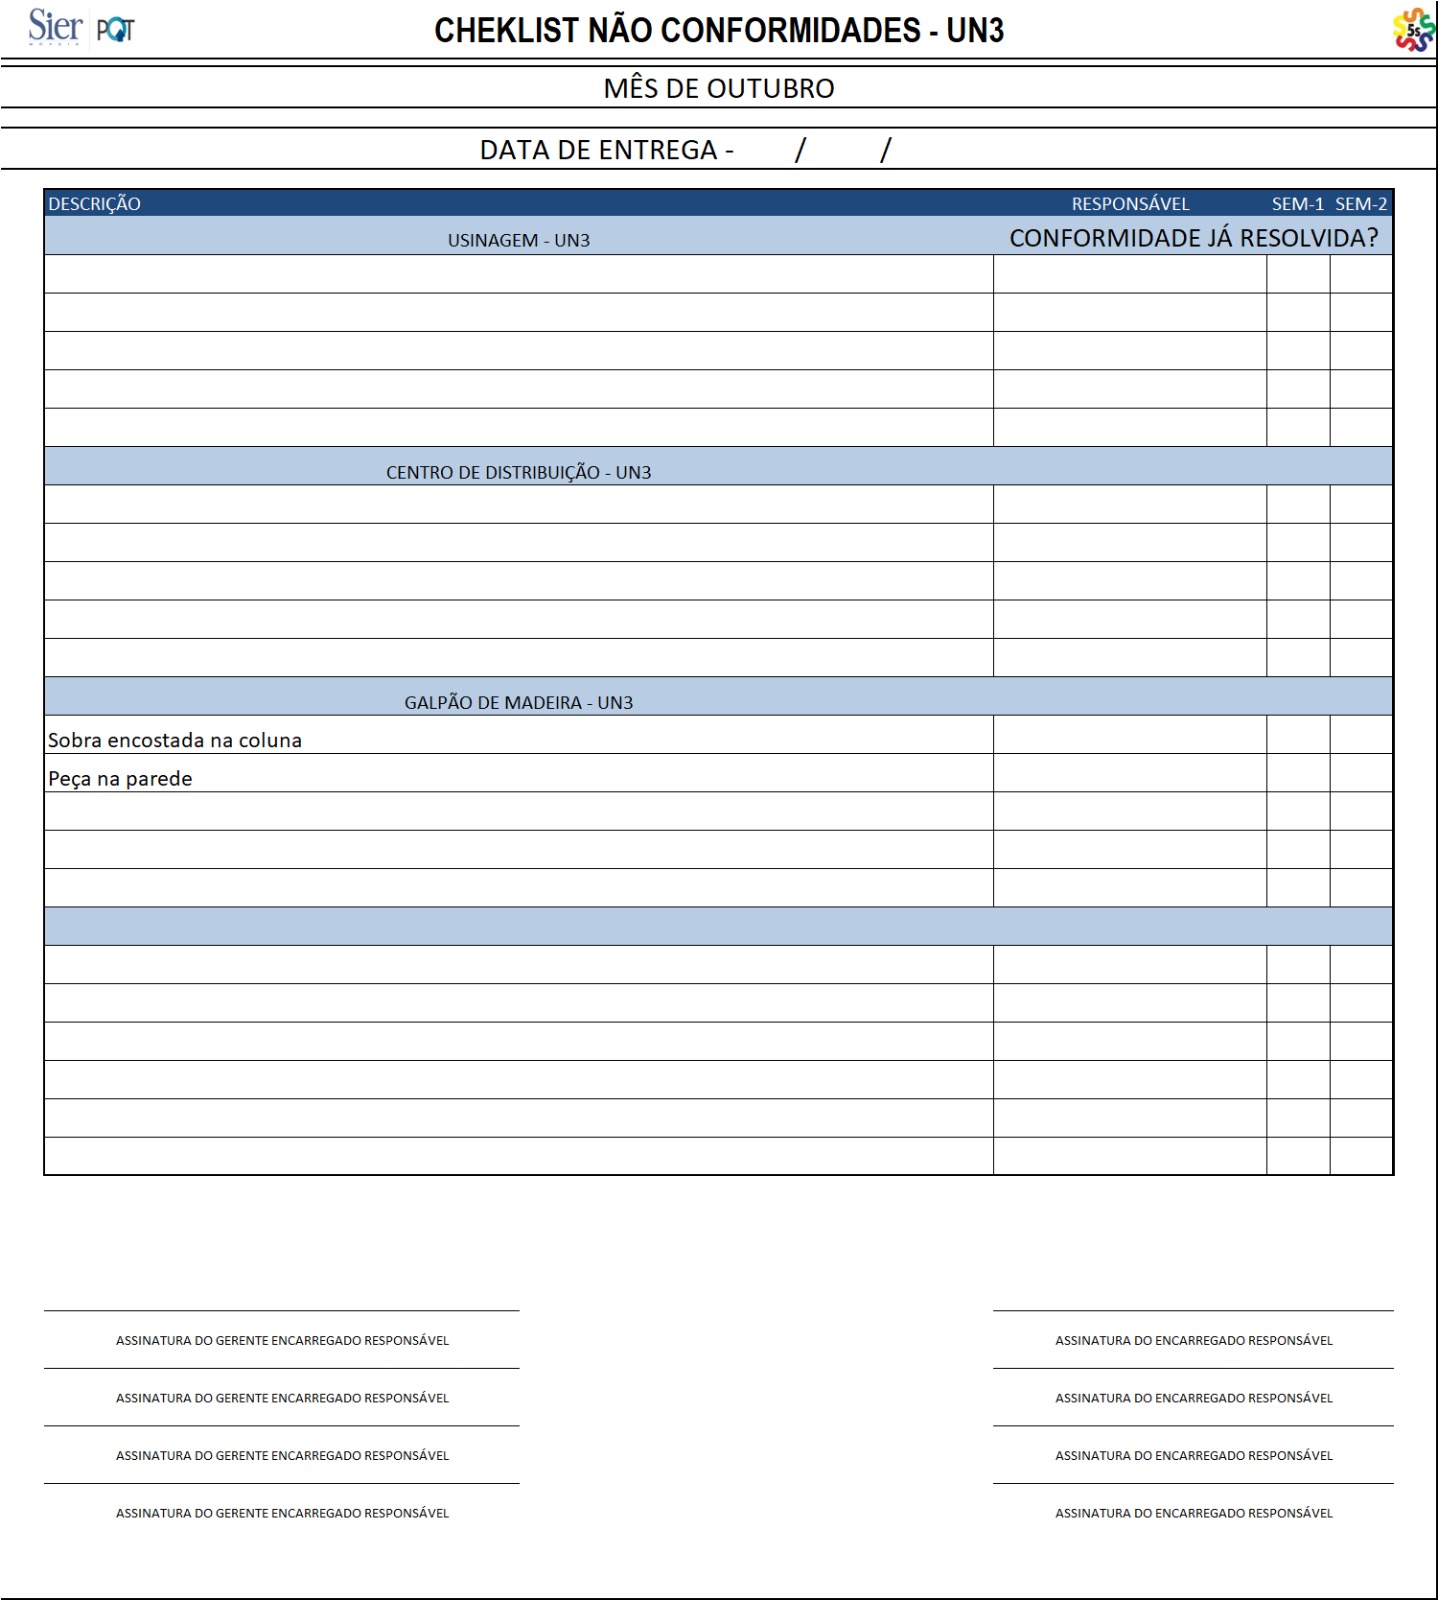 Sier PQT
MÓVEIS
CHEKLIST NÃO CONFORMIDADES - UN3
5s
MÊS DE OUTUBRO
DATA DE ENTREGA - / /
DESCRIÇÃO RESPONSÁVEL SEM-1 SEM-2
USINAGEM - UN3 CONFORMIDADE JÁ RESOLVIDA?
CENTRO DE DISTRIBUIÇÃO - UN3
GALPÃO DE MADEIRA - UN3
Sobra encostada na coluna
Peça na parede
ASSINATURA DO GERENTE ENCARREGADO RESPONSÁVEL ASSINATURA DO ENCARREGADO RESPONSÁVEL
ASSINATURA DO GERENTE ENCARREGADO RESPONSÁVEL ASSINATURA DO ENCARREGADO RESPONSÁVEL
ASSINATURA DO GERENTE ENCARREGADO RESPONSÁVEL ASSINATURA DO ENCARREGADO RESPONSÁVEL
ASSINATURA DO GERENTE ENCARREGADO RESPONSÁVEL ASSINATURA DO ENCARREGADO RESPONSÁVEL